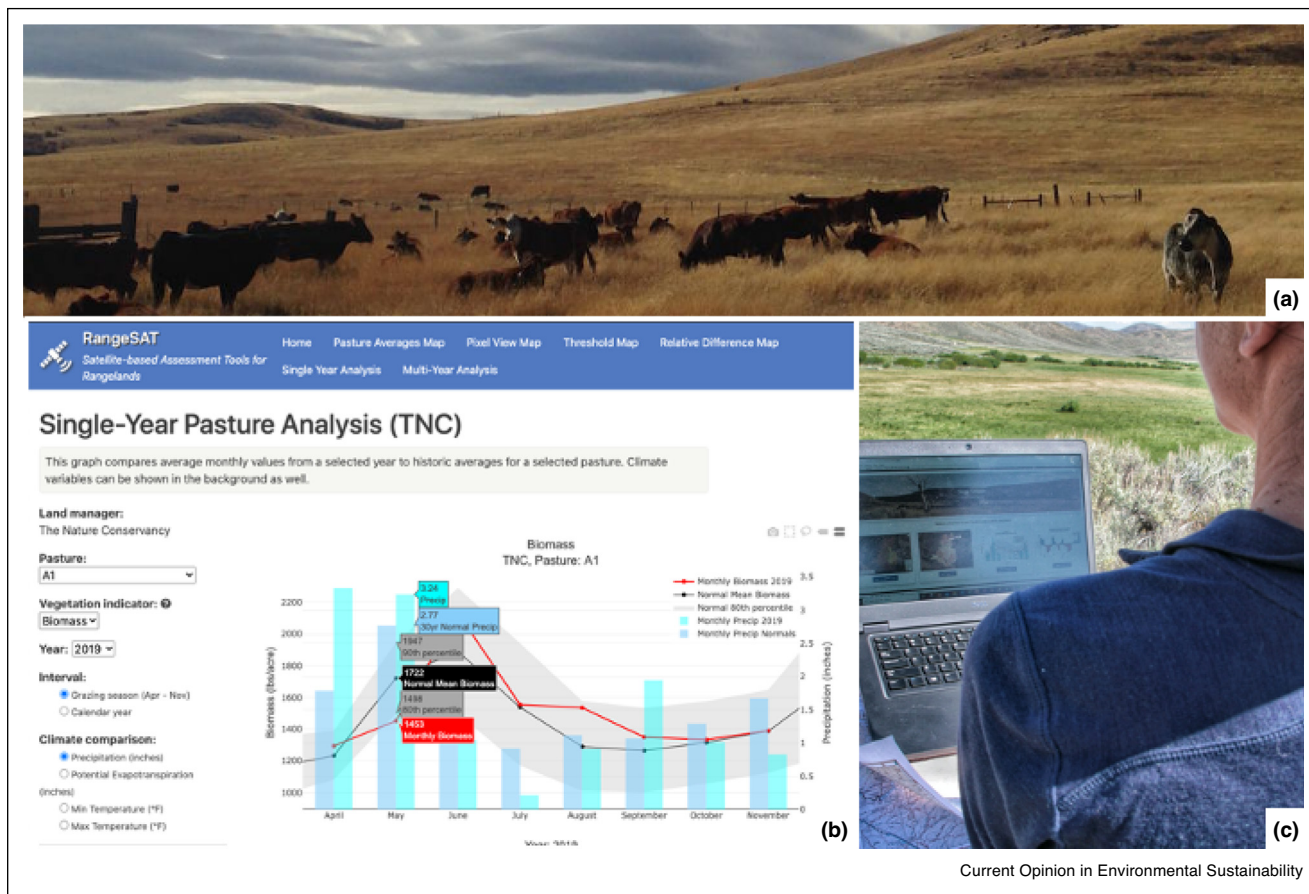 (a)
RangeSAT
Satellite-based Assessment Tools for
Rangelands
Home Pasture Averages Map Pixel View Map Threshold Map Relative Difference Map
Single Year Analysis Multi-Year Analysis
Single-Year Pasture Analysis (TNC)
This graph compares average monthly values from a selected year to historic averages for a selected pasture. Climate
variables can be shown in the background as well.
Land manager:
The Nature Conservancy
Pasture:
A1
Vegetation indicator:
Biomass
Year: 2019
Interval:
Grazing season (Apr - Nov)
Calendar year
Climate comparison:
Precipitation (inches)
Potential Evapotranspiration
(inches)
Min Temperature (°F)
Max Temperature (°F)
Biomass
TNC, Pasture: A1
Monthly Biomass 2019
Normal Mean Biomass
Normal 80th percentile
Monthly Precip 2019
Monthly Precip Normals
3.24
Precip
2.77
30yr Normal Precip
1947
80th percentile
1722
Normal Mean Biomass
1498
80th percentile
1453
Monthly Biomass
Biomass (lbs/acre)
2200
2000
1800
1600
1400
1200
1000
Precipitation (inches)
3.5
3
2.5
2
1.5
1
0.5
0
April May June July August September October November
Year: 2019
(b)
(c)
Current Opinion in Environmental Sustainability